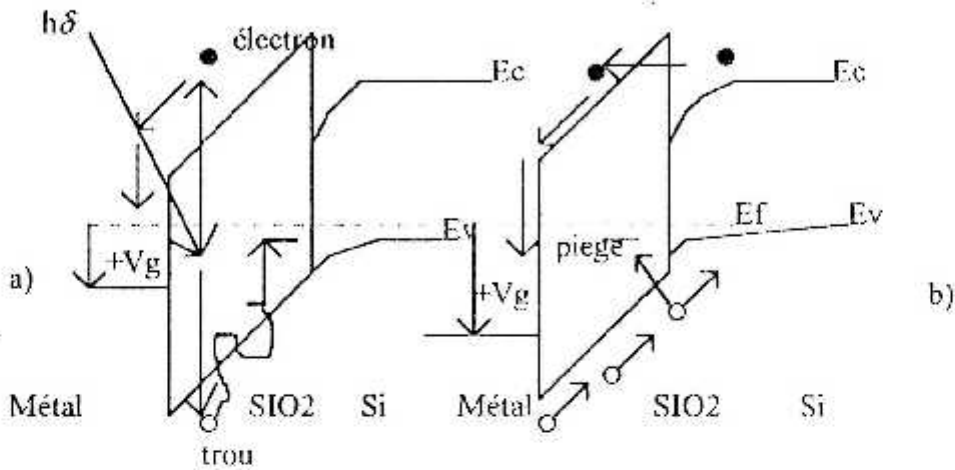 hδ
électron
Ec
Ec
Ev
Ef
Ev
+Vg
piege
+Vg
a)
b)
Métal
SIO2
Si
Métal
SIO2
Si
trou